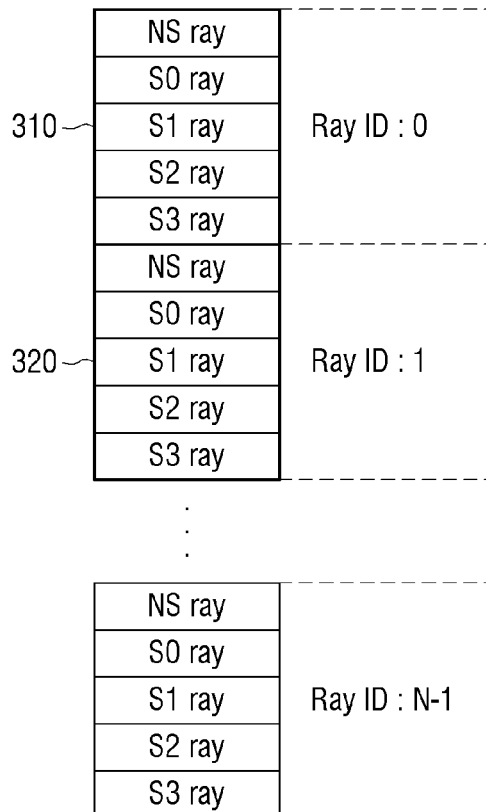 NS ray
S0 ray
310 S1 ray Ray ID : 0
S2 ray
S3 ray
NS ray
S0 ray
320 S1 ray Ray ID : 1
S2 ray
S3 ray
NS ray
S0 ray
S1 ray Ray ID : N-1
S2 ray
S3 ray